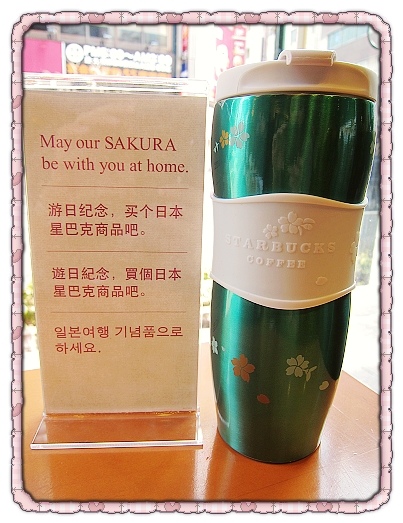 May our SAKURA
be with you at home.
游日纪念，买个日本
星巴克商品吧。
遊日紀念，買個日本
星巴克商品吧。
일본여행 기념품으로
하세요.
STARBUCKS
COFFEE